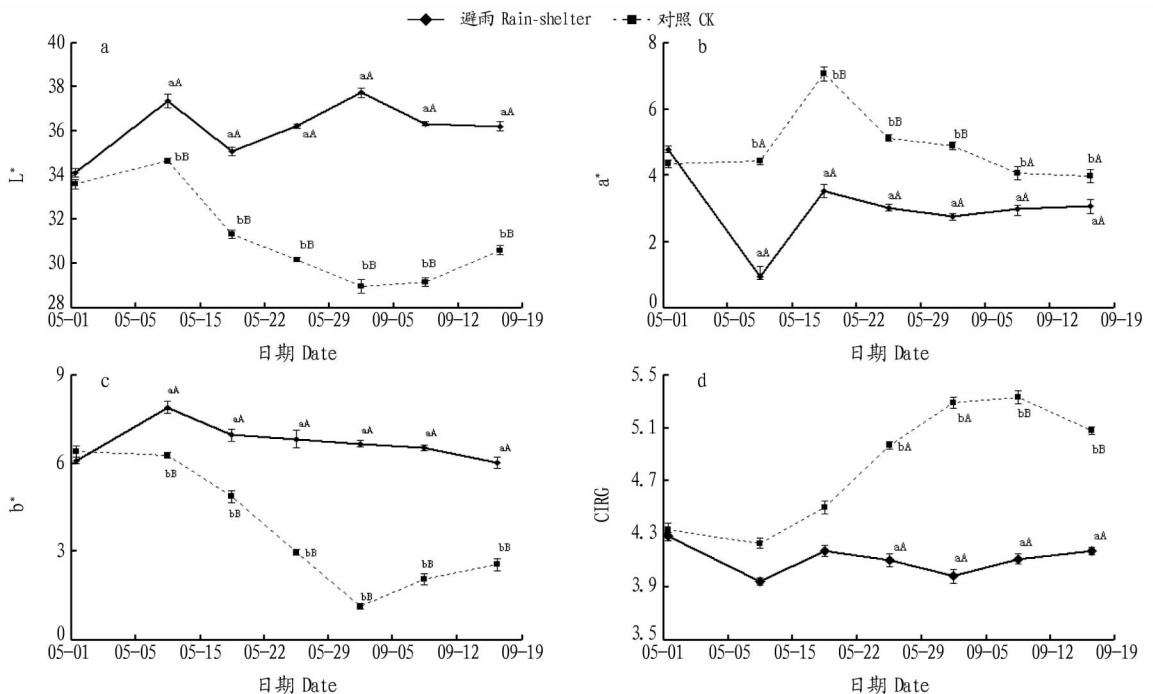 避雨 Rain-shelter 对照 CK
a
L*
40
38
36
34
33
31
30
28
aA aA aA aA aA aA
bB bB bB bB bB bB
05-01 05-05 05-15 05-22 05-29 09-05 09-12 09-19
日期 Date
b
a*
8
6
4
2
0
bA bB bB bB bA bA
aA aA aA aA aA aA
05-01 05-05 05-15 05-22 05-29 09-05 09-12 09-19
日期 Date
c
b*
9
6
3
0
aA aA aA aA aA aA
bB bB bB bB bB bB
05-01 05-05 05-15 05-22 05-29 09-05 09-12 09-19
日期 Date
d
CIRG
5.5
5.1
4.7
4.3
3.9
3.5
bA bA bB bB
aA aA aA aA
05-01 05-05 05-15 05-22 05-29 09-05 09-12 09-19
日期 Date